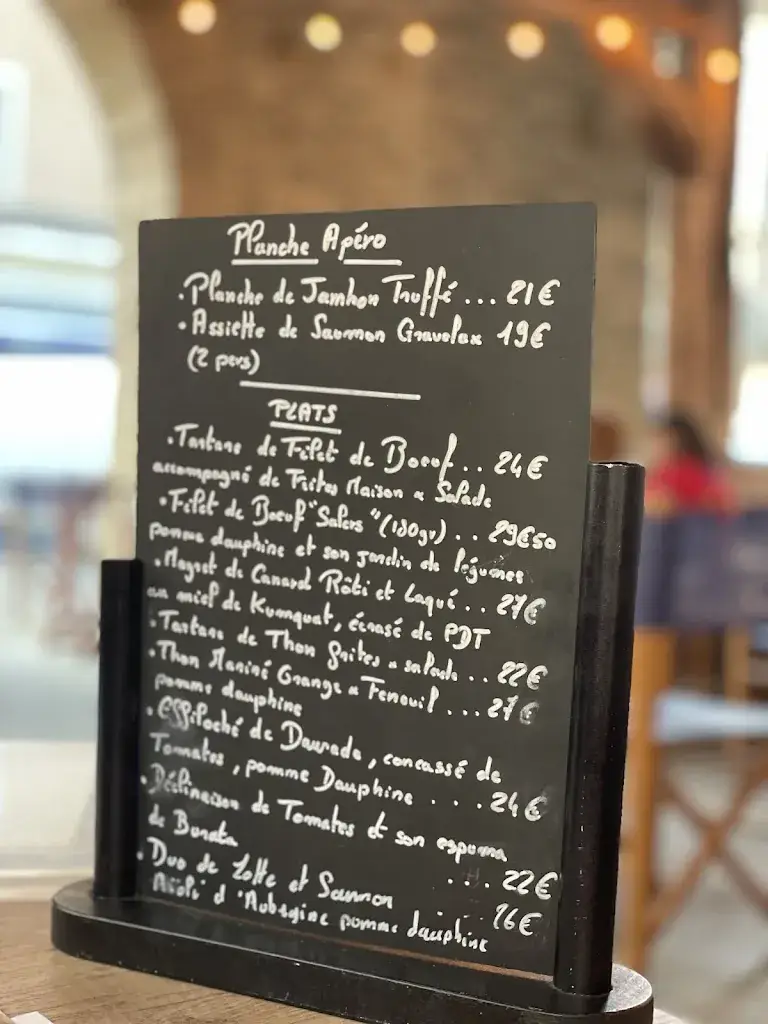 Planche Apéro
• Planche de Jambon Truffé ... 21€
• Assiette de Saumon Gravelax 19€
(2 pers)
PLATS
• Tartare de Filet de Boeuf .. 24€
accompagné de Frites Maison & Salade
• Filet de Boeuf "Salers" (180gr) .. 29€50
pomme dauphine et son jardin de légumes
• Magret de Canard Rôti et Laqué .. 27€
au miel de Kumquat, écrasé de PDT
• Tartare de Thon frites & salade .. 22€
• Thon Mariné Orange & Fenouil ... 27€
pomme dauphine
• Effiloché de Daurade, concassé de
Tomates, pomme Dauphine ... 24€
• Déclinaison de Tomates et son espuma
de Burrata ... 22€
• Duo de Lotte et Saumon .. 26€
d'Aubergine pomme dauphine